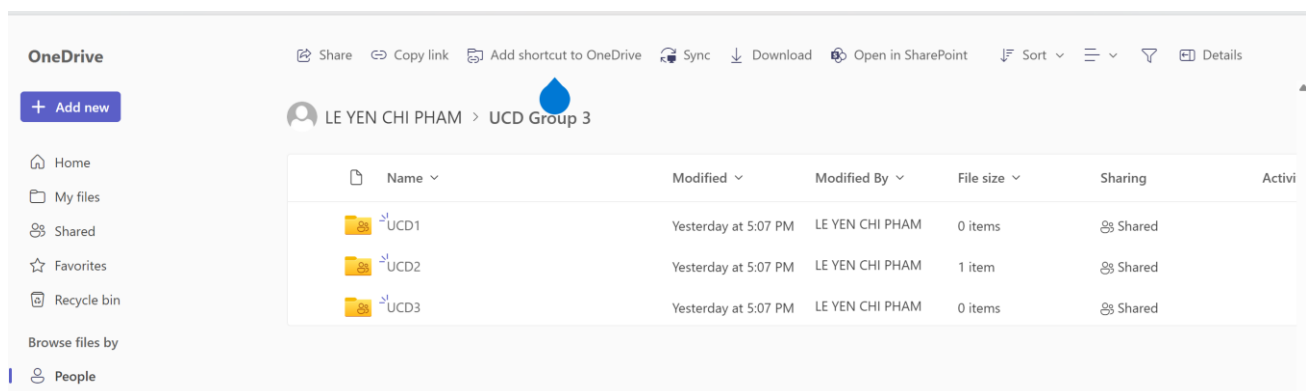 OneDrive
Share Copy link Add shortcut to OneDrive Sync Download Open in SharePoint Sort Details
Add new
LE YEN CHI PHAM > UCD Group 3
Home
My files
Shared
Favorites
Recycle bin
Browse files by
People
Name Modified Modified By File size Sharing Activi
UCD1 Yesterday at 5:07 PM LE YEN CHI PHAM 0 items Shared
UCD2 Yesterday at 5:07 PM LE YEN CHI PHAM 1 item Shared
UCD3 Yesterday at 5:07 PM LE YEN CHI PHAM 0 items Shared